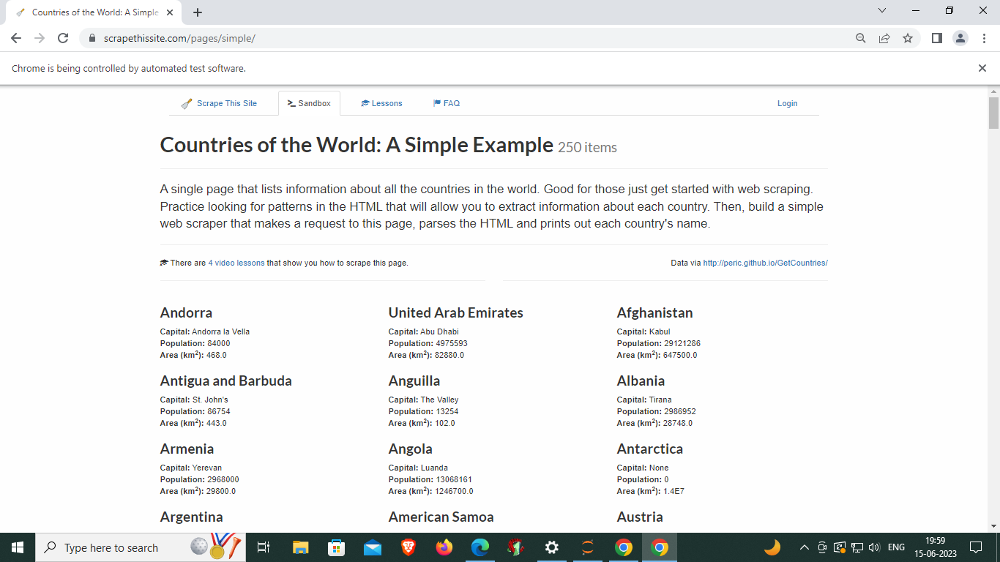 Countries of the World: A Simple
scrapethissite.com/pages/simple/
Chrome is being controlled by automated test software.
Scrape This Site
Sandbox
Lessons
FAQ
Login
Countries of the World: A Simple Example 250 items
A single page that lists information about all the countries in the world. Good for those just get started with web scraping.
Practice looking for patterns in the HTML that will allow you to extract information about each country. Then, build a simple
web scraper that makes a request to this page, parses the HTML and prints out each country's name.
There are 4 video lessons that show you how to scrape this page.
Data via http://peric.github.io/GetCountries/
Andorra
Capital: Andorra la Vella
Population: 84000
Area (km²): 468.0
United Arab Emirates
Capital: Abu Dhabi
Population: 4975593
Area (km²): 82880.0
Afghanistan
Capital: Kabul
Population: 29121286
Area (km²): 647500.0
Antigua and Barbuda
Capital: St. John's
Population: 86754
Area (km²): 443.0
Anguilla
Capital: The Valley
Population: 13254
Area (km²): 102.0
Albania
Capital: Tirana
Population: 2986952
Area (km²): 28748.0
Armenia
Capital: Yerevan
Population: 2968000
Area (km²): 29800.0
Angola
Capital: Luanda
Population: 13068161
Area (km²): 1246700.0
Antarctica
Capital: None
Population: 0
Area (km²): 1.4E7
Argentina
American Samoa
Austria
Type here to search
ENG
19:59
15-06-2023